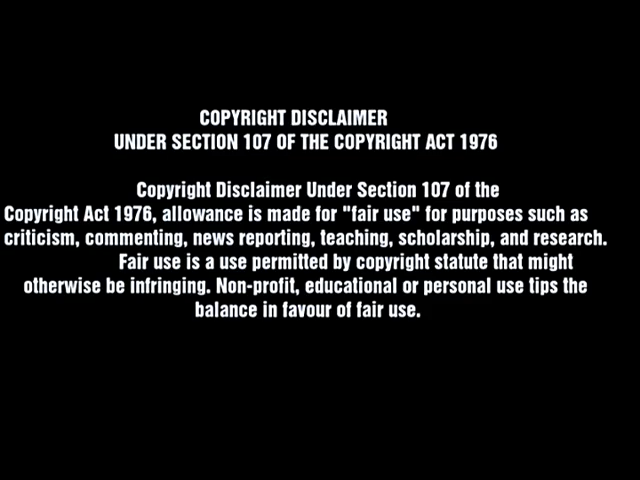 COPYRIGHT DISCLAIMER
UNDER SECTION 107 OF THE COPYRIGHT ACT 1976
Copyright Disclaimer Under Section 107 of the
Copyright Act 1976, allowance is made for "fair use" for purposes such as
criticism, commenting, news reporting, teaching, scholarship, and research.
Fair use is a use permitted by copyright statute that might
otherwise be infringing. Non-profit, educational or personal use tips the
balance in favour of fair use.